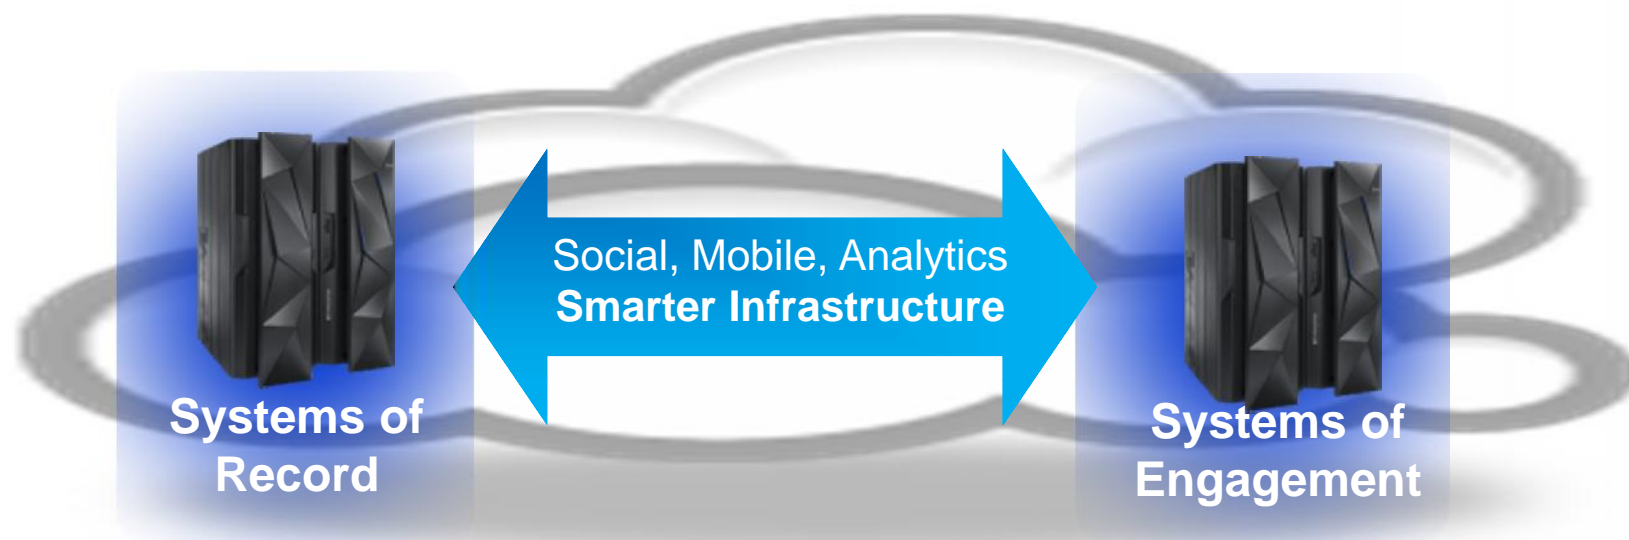 Social, Mobile, Analytics
Smarter Infrastructure
Systems of
Record
Systems of
Engagement